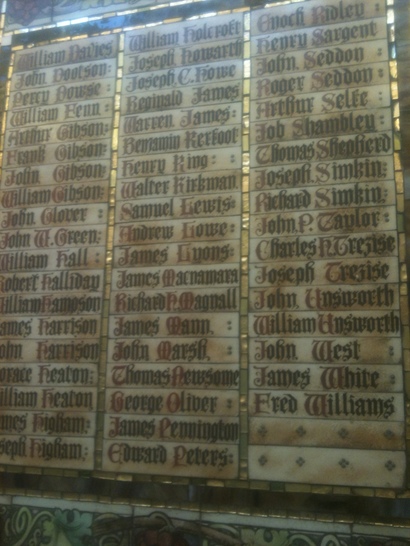 William Davies
John Dootson:
Percy Dowse:
William Fenn:
Arthur Gibson:
Frank Gibson:
John Gibson:
William Gibson:
John Glover:
John W. Green:
William Hall:
Robert Halliday
William Hampson
James Harrison
John Harrison
Horace Heaton:
William Heaton
James Higham:
Joseph Higham:
William Holcroft
Joseph Howarth
Joseph C. Howe
Reginald James
Warren James:
Benjamin Kerfoot
Henry King:
Walter Kirkman
Samuel Lewis:
Andrew Lowe:
James Lyons:
James Macnamara
Richard P. Magnall
James Mann.
John Marsh.
Thomas Newsome
George Oliver:
James Pennington
Edward Peters:
Enoch Ridley:
Henry Sargent
John Seddon:
Roger Seddon:
Arthur Selke:
Job Shambley:
Thomas Shepherd
Joseph Simkin:
Richard Simkin:
John P. Taylor:
Charles N. Trezise
Joseph Trezise
John Unsworth
William Unsworth
John West:
James White:
Fred Williams